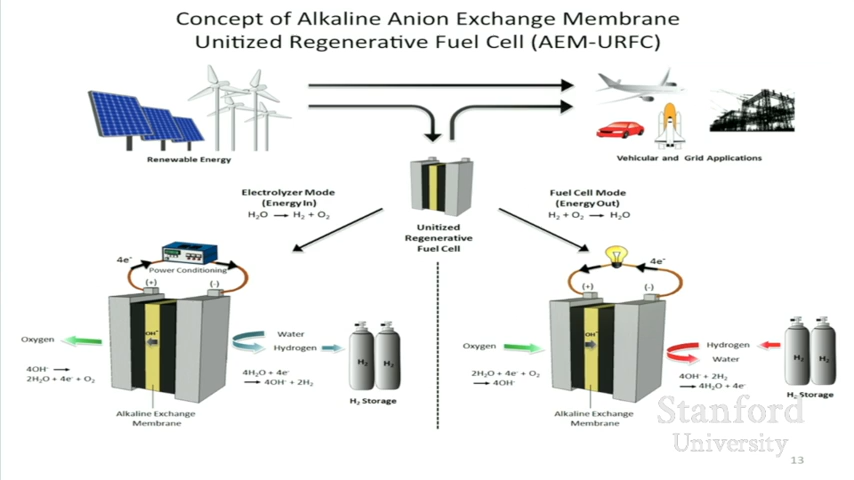 Concept of Alkaline Anion Exchange Membrane
Unitized Regenerative Fuel Cell (AEM-URFC)
Renewable Energy
Vehicular and Grid Applications
Electrolyzer Mode
(Energy In)
H₂O → H₂ + O₂
Fuel Cell Mode
(Energy Out)
H₂ + O₂ → H₂O
Unitized
Regenerative
Fuel Cell
4e⁻
Power Conditioning
(+)
(-)
OH⁻
Oxygen
4OH⁻ →
2H₂O + 4e⁻ + O₂
Water
Hydrogen
4H₂O + 4e⁻
→ 4OH⁻ + 2H₂
H₂
H₂
H₂ Storage
Alkaline Exchange
Membrane
4e⁻
(+)
(-)
OH⁻
Oxygen
2H₂O + 4e⁻ + O₂
→ 4OH⁻
Hydrogen
Water
4OH⁻ + 2H₂
→ 4H₂O + 4e⁻
H₂
H₂
H₂ Storage
Alkaline Exchange
Membrane
Stanford
University
13